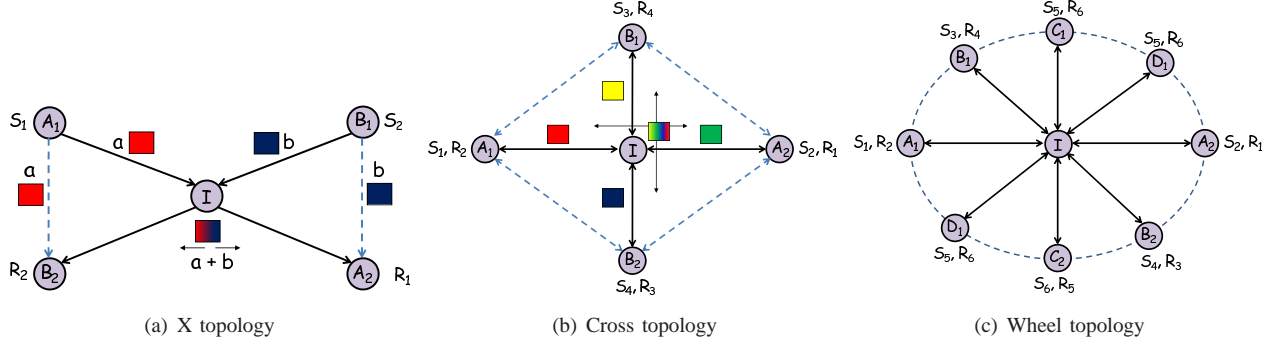 S1 A1 B1 S2
a b
a b
I
a + b
R2 B2 A2 R1
(a) X topology
S3, R4
B1
S1, R2 A1 I A2 S2, R1
B2
S4, R3
(b) Cross topology
S5, R6
C1
S3, R4 S5, R6
B1 D1
S1, R2 A1 I A2 S2, R1
D1 B2
S5, R6 C2 S4, R3
S6, R5
(c) Wheel topology